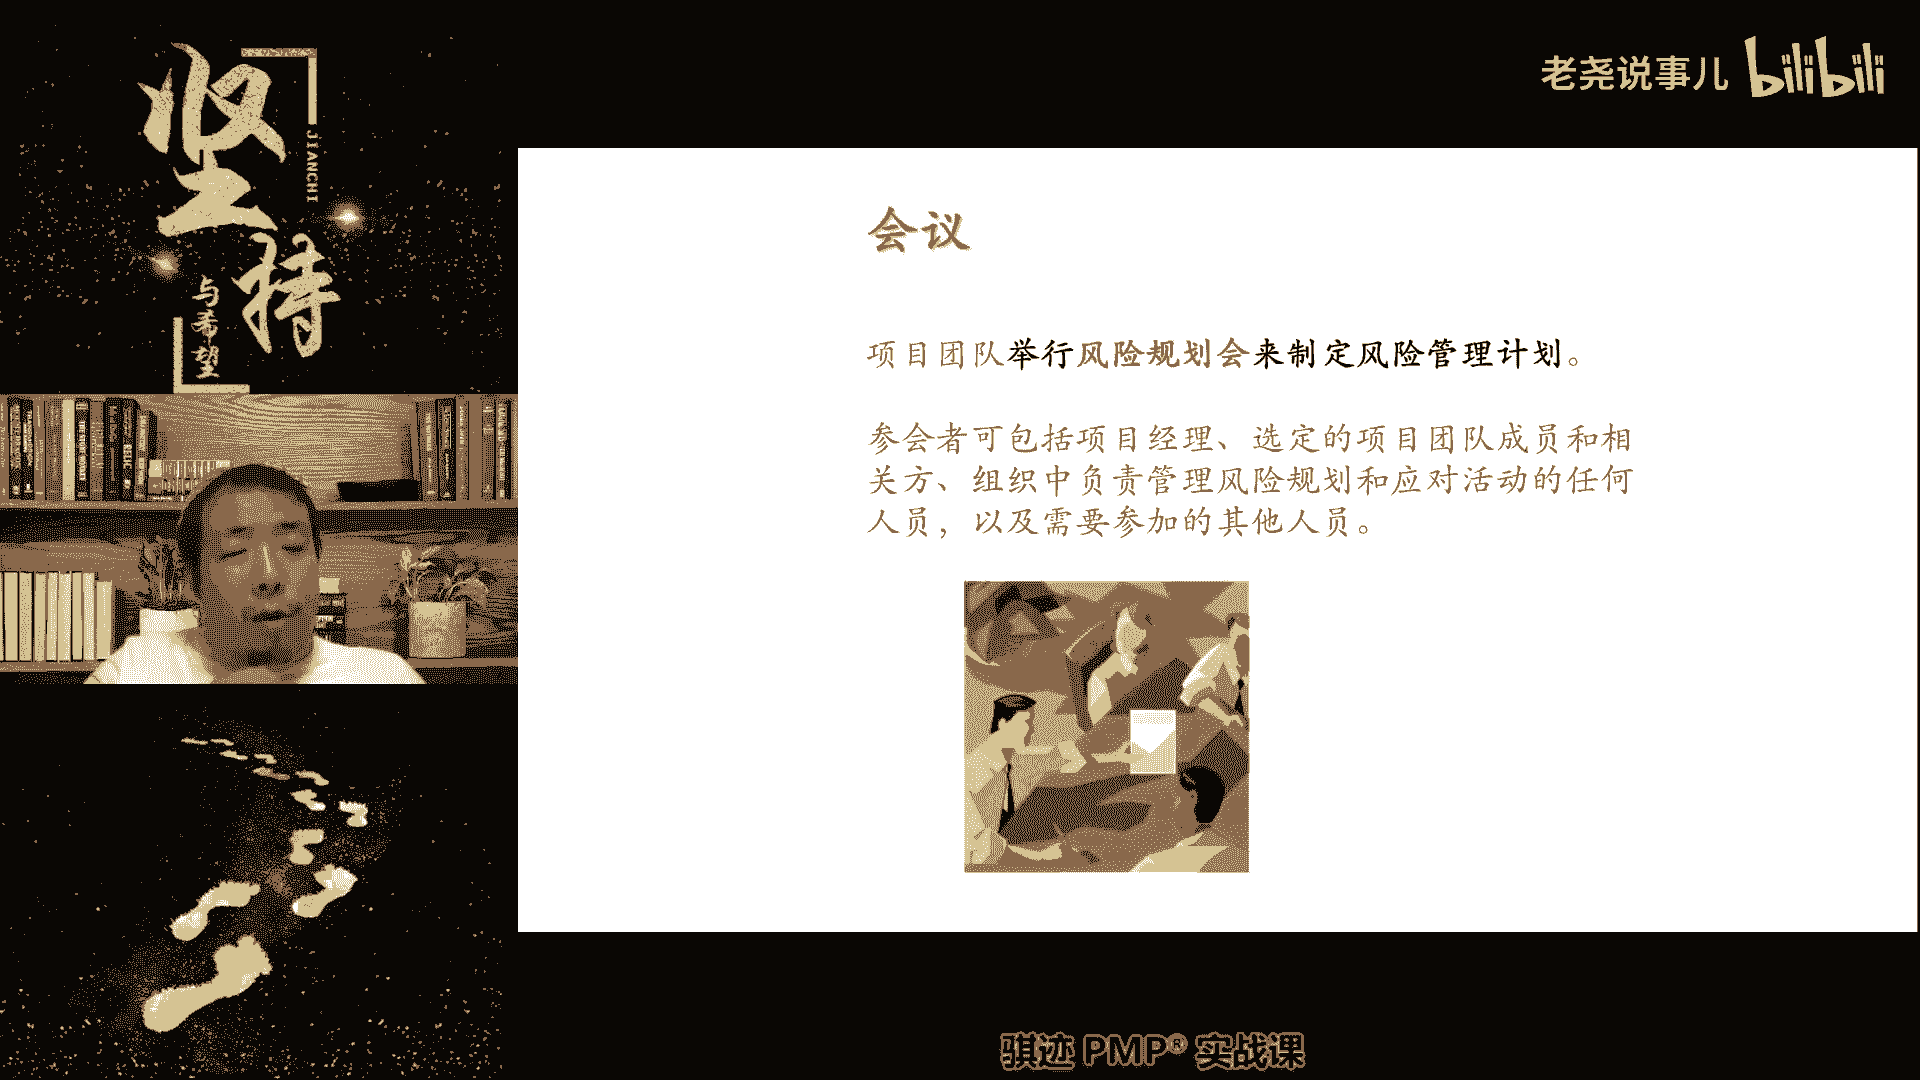 坚持
JIANCHI
与希望
老尧说事儿 bilibili
会议
项目团队举行风险规划会来制定风险管理计划。
参会者可包括项目经理、选定的项目团队成员和相
关方、组织中负责管理风险规划和应对活动的任何
人员，以及需要参加的其他人员。
骐迹 PMP® 实战课